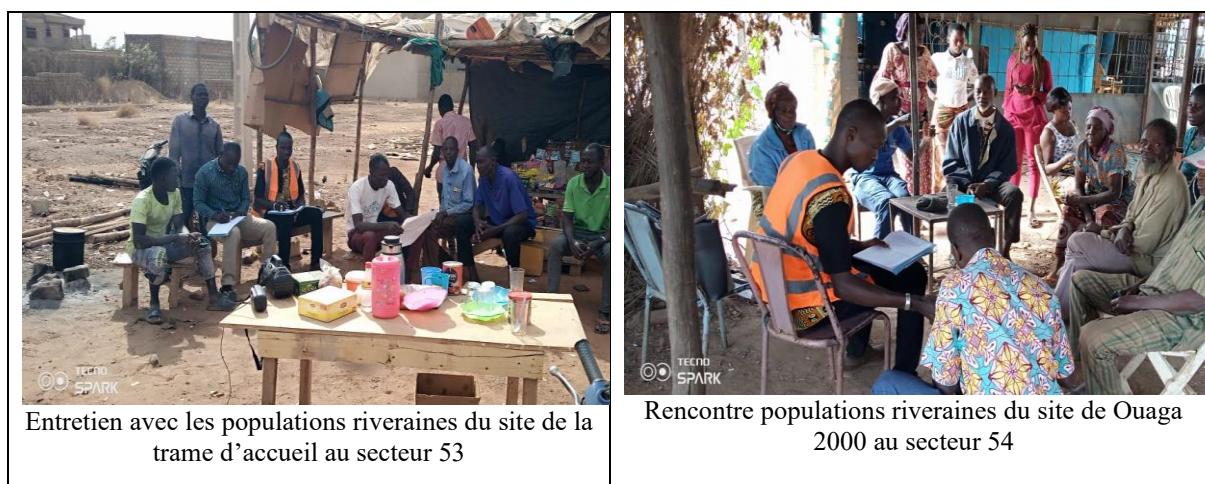 TECNO
SPARK
Entretien avec les populations riveraines du site de la
trame d’accueil au secteur 53
TECNO
SPARK
Rencontre populations riveraines du site de Ouaga
2000 au secteur 54